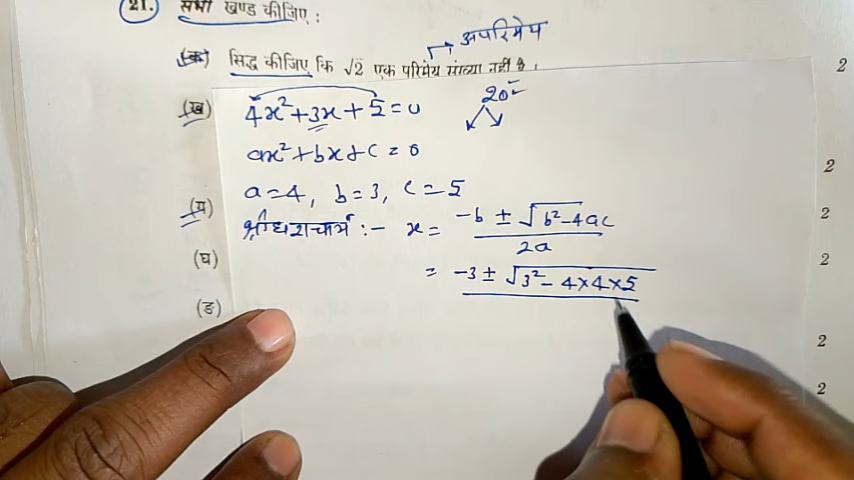 21. सभी खण्ड कीजिए :
अपरिमेय
(क) सिद्ध कीजिए कि √2 एक परिमेय संख्या नहीं है । 2
(ख) 4x² + 3x + 5 = 0 20
ax² + bx + c = 0 2
a = 4, b = 3, c = 5
(ग) श्रीधराचार्य :- x = -b ± √b² - 4ac / 2a 2
(घ) 2
= -3 ± √3² - 4×4×5
(ङ)
2
2